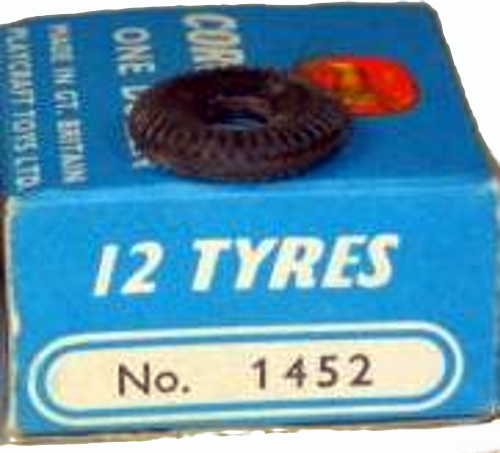 ONE
MADE IN GT. BRITAIN
PLAYCRAFT TOYS LTD.
12 TYRES
No. 1452